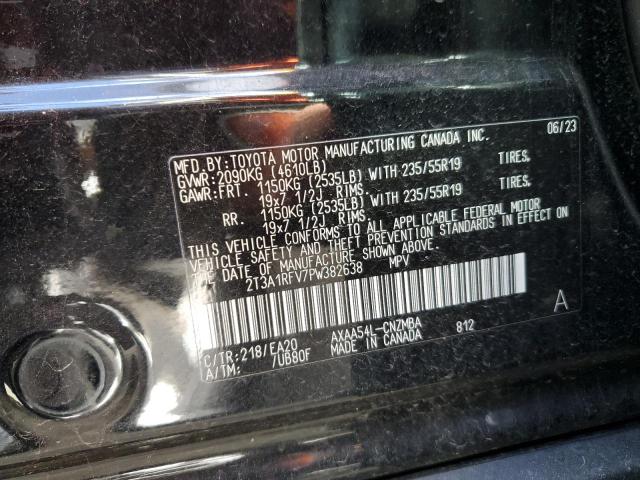 MFD.BY:TOYOTA MOTOR MANUFACTURING CANADA INC. 06/23
GVWR:2090KG (4610LB)
GAWR:FRT. 1150KG (2535LB) WITH 235/55R19 TIRES.
19x7 1/2J RIMS.
RR. 1150KG (2535LB) WITH 235/55R19 TIRES.
19x7 1/2J RIMS.
THIS VEHICLE CONFORMS TO ALL APPLICABLE FEDERAL MOTOR
VEHICLE SAFETY AND THEFT PREVENTION STANDARDS IN EFFECT ON
THE DATE OF MANUFACTURE SHOWN ABOVE.
2T3A1RFV7PW382638 MPV
A
C/TR:218/EA20 AXAA54L-CNZMBA 812
A/TM: /UB80F MADE IN CANADA